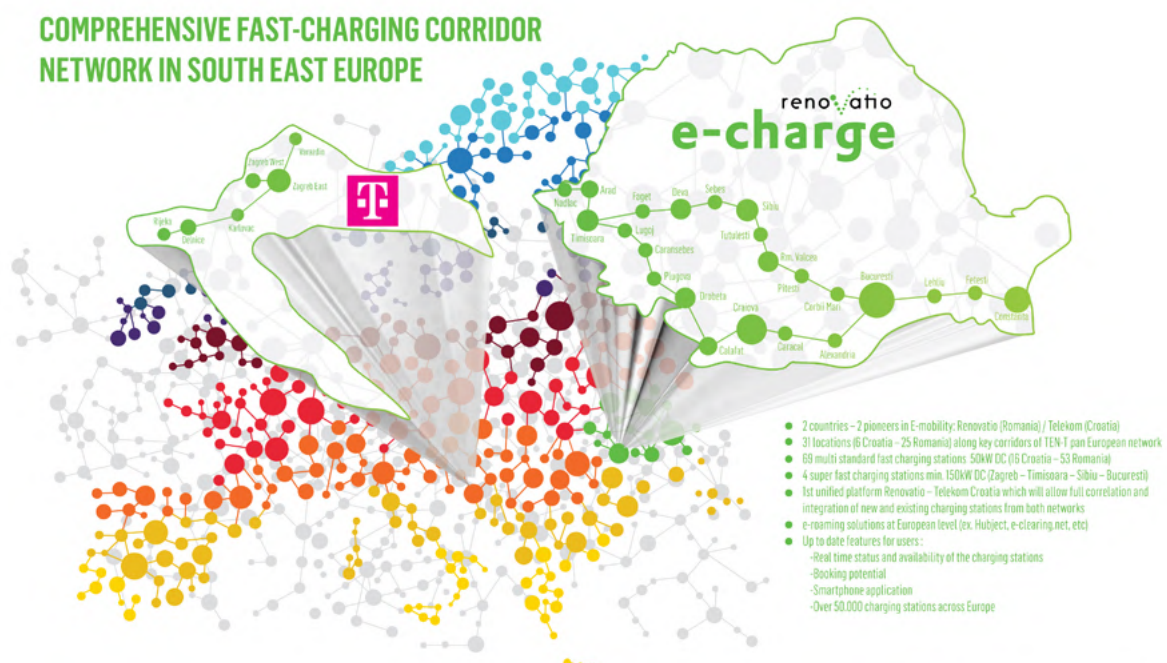 COMPREHENSIVE FAST-CHARGING CORRIDOR
NETWORK IN SOUTH EAST EUROPE
renovatio
e-charge
Varazdin
Zagreb West
Zagreb East
T
Rijeka
Karlovac
Delnice
Nadlac
Arad
Timisoara
Faget
Deva
Sebes
Sibiu
Lugoj
Tutulesti
Caransebes
Rm. Valcea
Plugova
Pitesti
Bucuresti
Drobeta
Corbii Mari
Lehliu
Fetesti
Constanta
Craiova
Calafat
Caracal
Alexandria
2 countries – 2 pioneers in E-mobility: Renovatio (Romania) / Telekom (Croatia)
31 locations (6 Croatia – 25 Romania) along key corridors of TEN-T pan European network
69 multi standard fast charging stations 50kW DC (16 Croatia – 53 Romania)
4 super fast charging stations min. 150kW DC (Zagreb – Timisoara – Sibiu – Bucuresti)
1st unified platform Renovatio – Telekom Croatia which will allow full correlation and
integration of new and existing charging stations from both networks
e-roaming solutions at European level (ex. Hubject, e-clearing.net, etc)
Up to date features for users :
-Real time status and availability of the charging stations
-Booking potential
-Smartphone application
-Over 50.000 charging stations across Europe